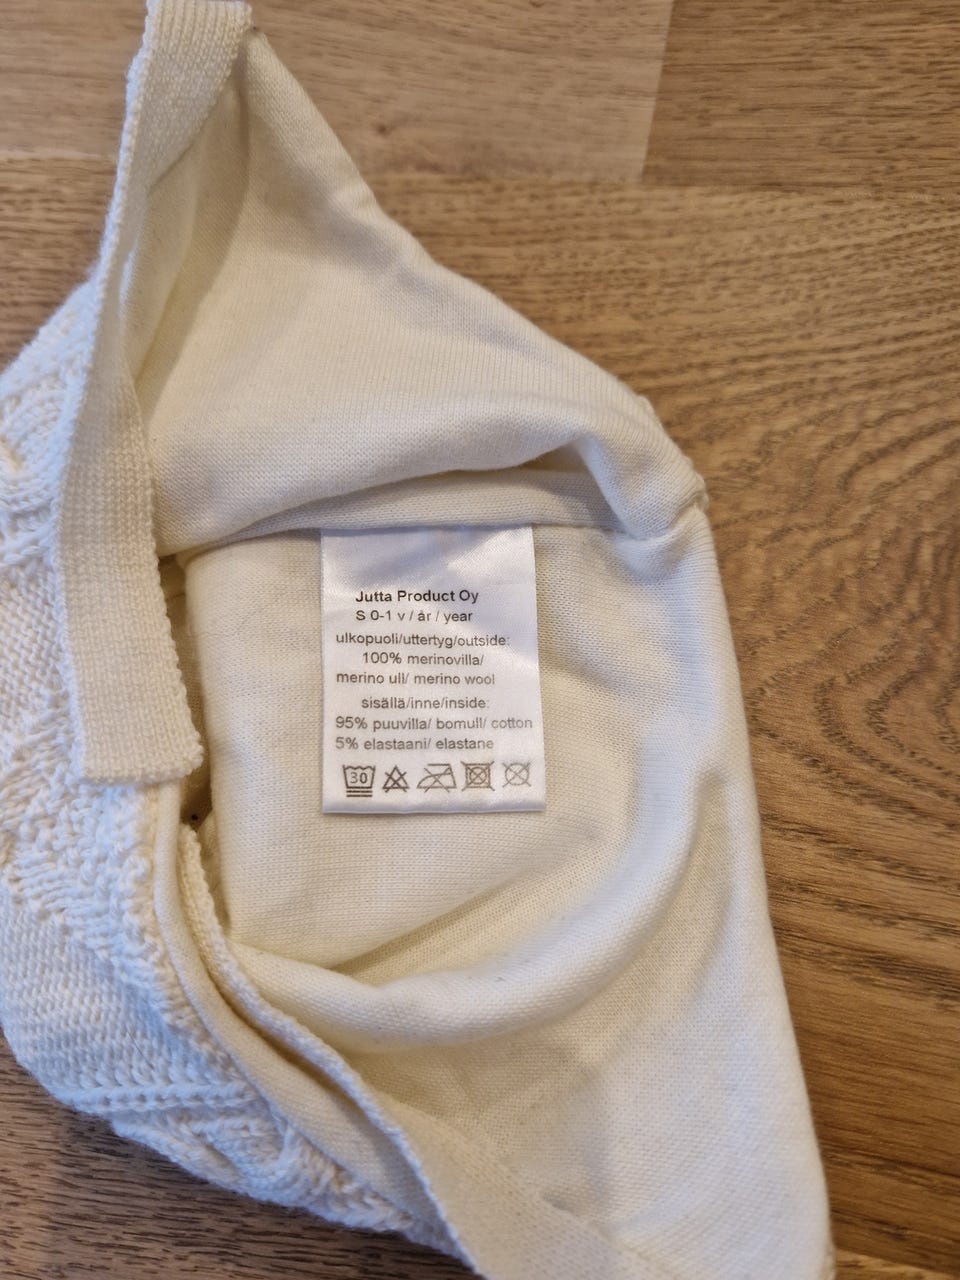 Jutta Product Oy
S 0-1 v / år / year
ulkopuoli/uttertyg/outside:
100% merinovilla/
merino ull/ merino wool
sisällä/inne/inside:
95% puuvilla/ bomull/ cotton
5% elastaani/ elastane
30